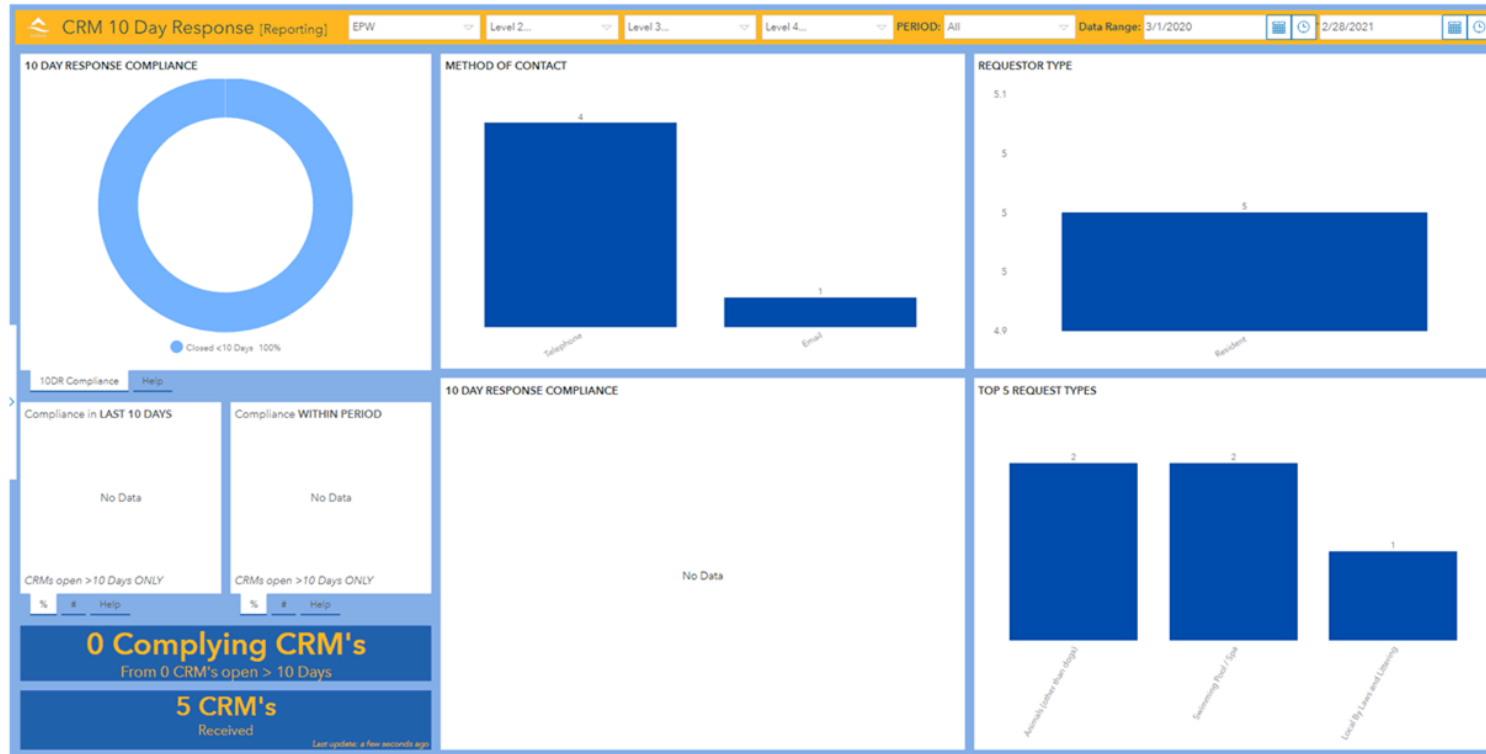 CRM 10 Day Response [Reporting]
EPW
Level 2...
Level 3...
Level 4...
PERIOD: All
Data Range: 3/1/2020
2/28/2021
10 DAY RESPONSE COMPLIANCE
Closed <10 Days 100%
10DR Compliance
Help
METHOD OF CONTACT
4
1
Telephone
Email
REQUESTOR TYPE
5.1
5
5
5
4.9
5
Resident
Compliance in LAST 10 DAYS
No Data
CRMs open >10 Days ONLY
% # Help
Compliance WITHIN PERIOD
No Data
CRMs open >10 Days ONLY
% # Help
0 Complying CRM's
From 0 CRM's open > 10 Days
5 CRM's
Received
Last update: a few seconds ago
10 DAY RESPONSE COMPLIANCE
No Data
TOP 5 REQUEST TYPES
2
2
1
Animals (other than dogs)
Swimming Pool / Spa
Local By Laws and Littering